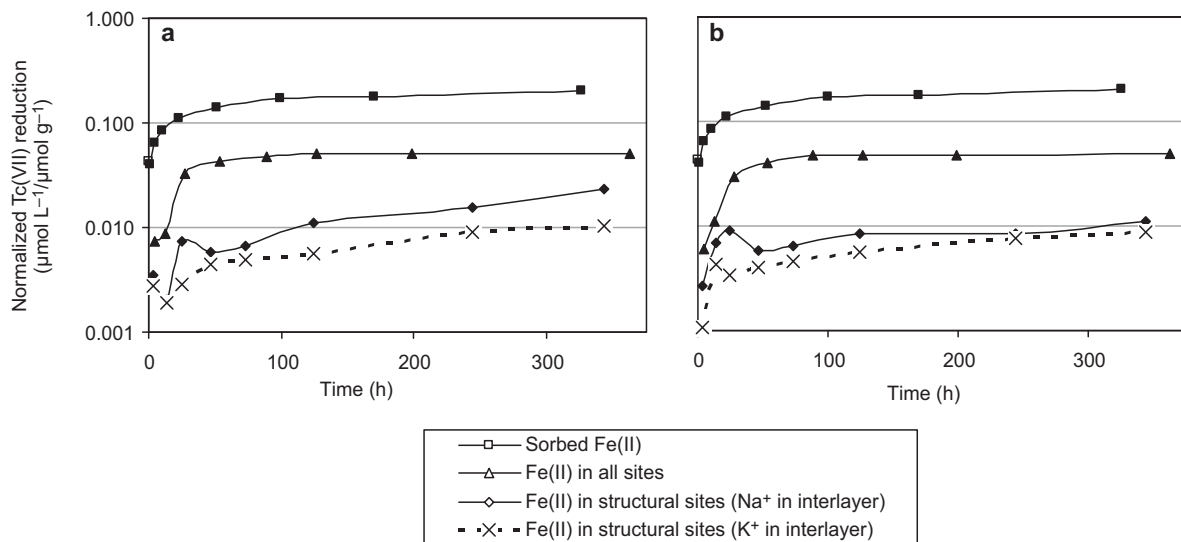 Normalized Tc(VII) reduction
(μmol L⁻¹/μmol g⁻¹)
1.000
0.100
0.010
0.001
a
0
100
200
300
Time (h)
b
0
100
200
300
Time (h)
Sorbed Fe(II)
Fe(II) in all sites
Fe(II) in structural sites (Na⁺ in interlayer)
Fe(II) in structural sites (K⁺ in interlayer)